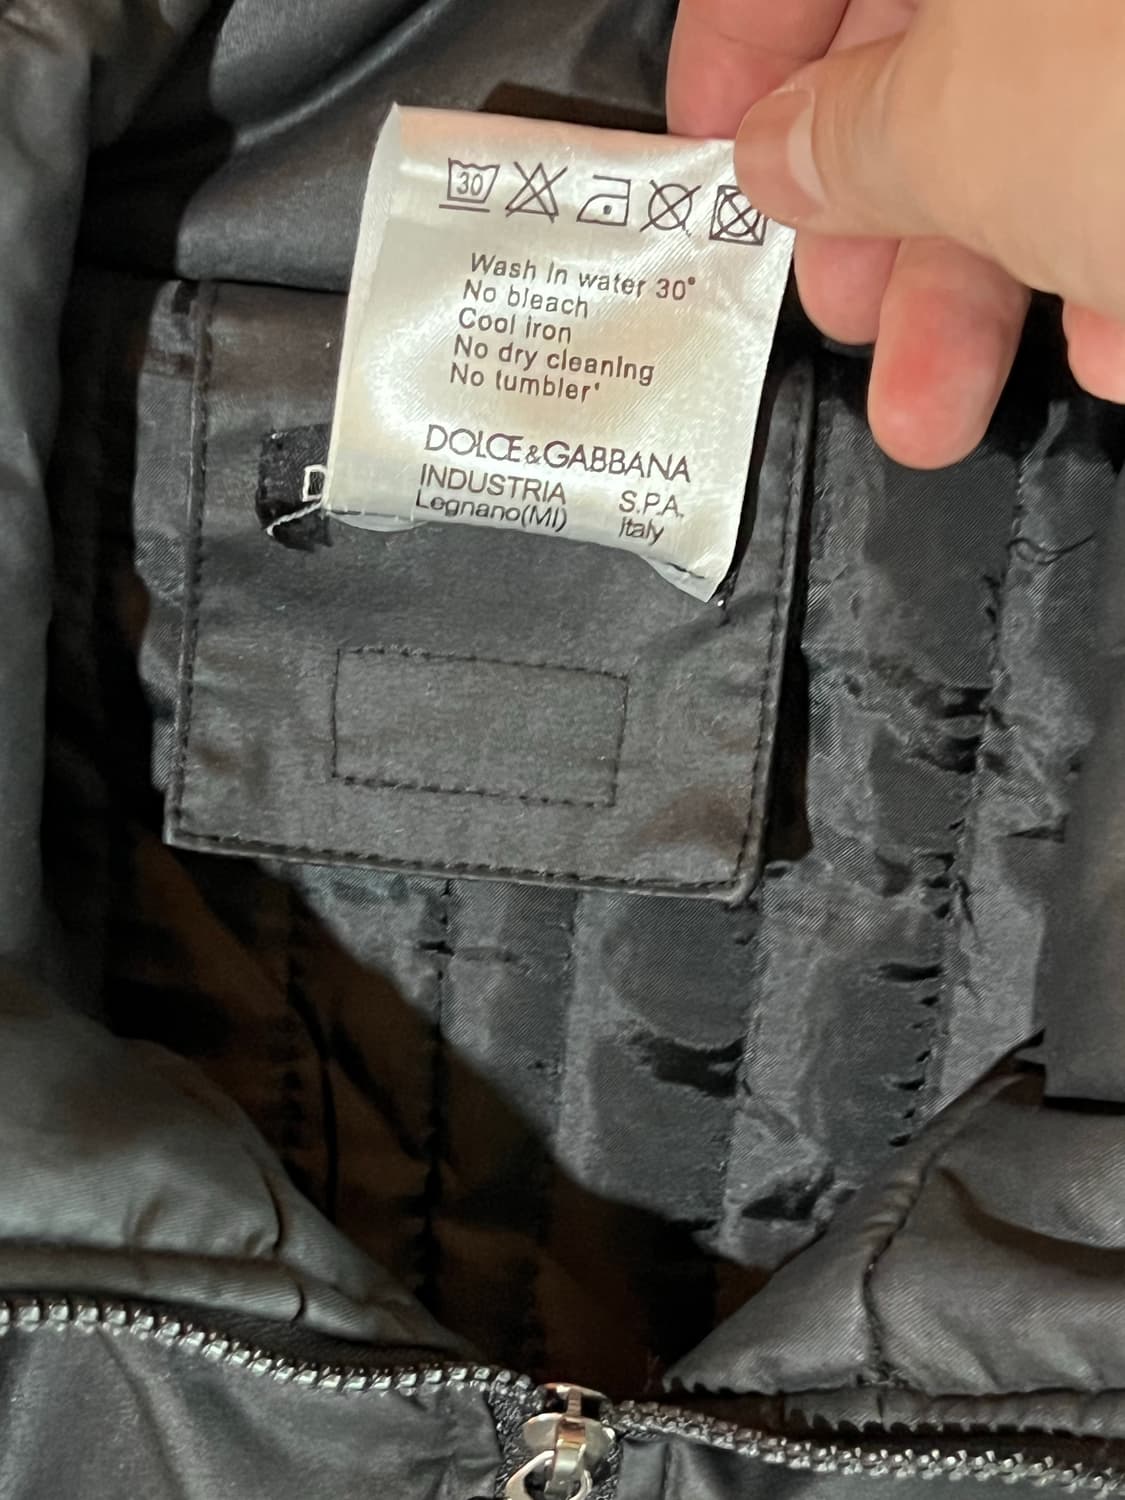 30
Wash in water 30°
No bleach
Cool iron
No dry cleaning
No tumbler'
DOLCE&GABBANA
INDUSTRIA S.P.A.
Legnano(MI) Italy
D